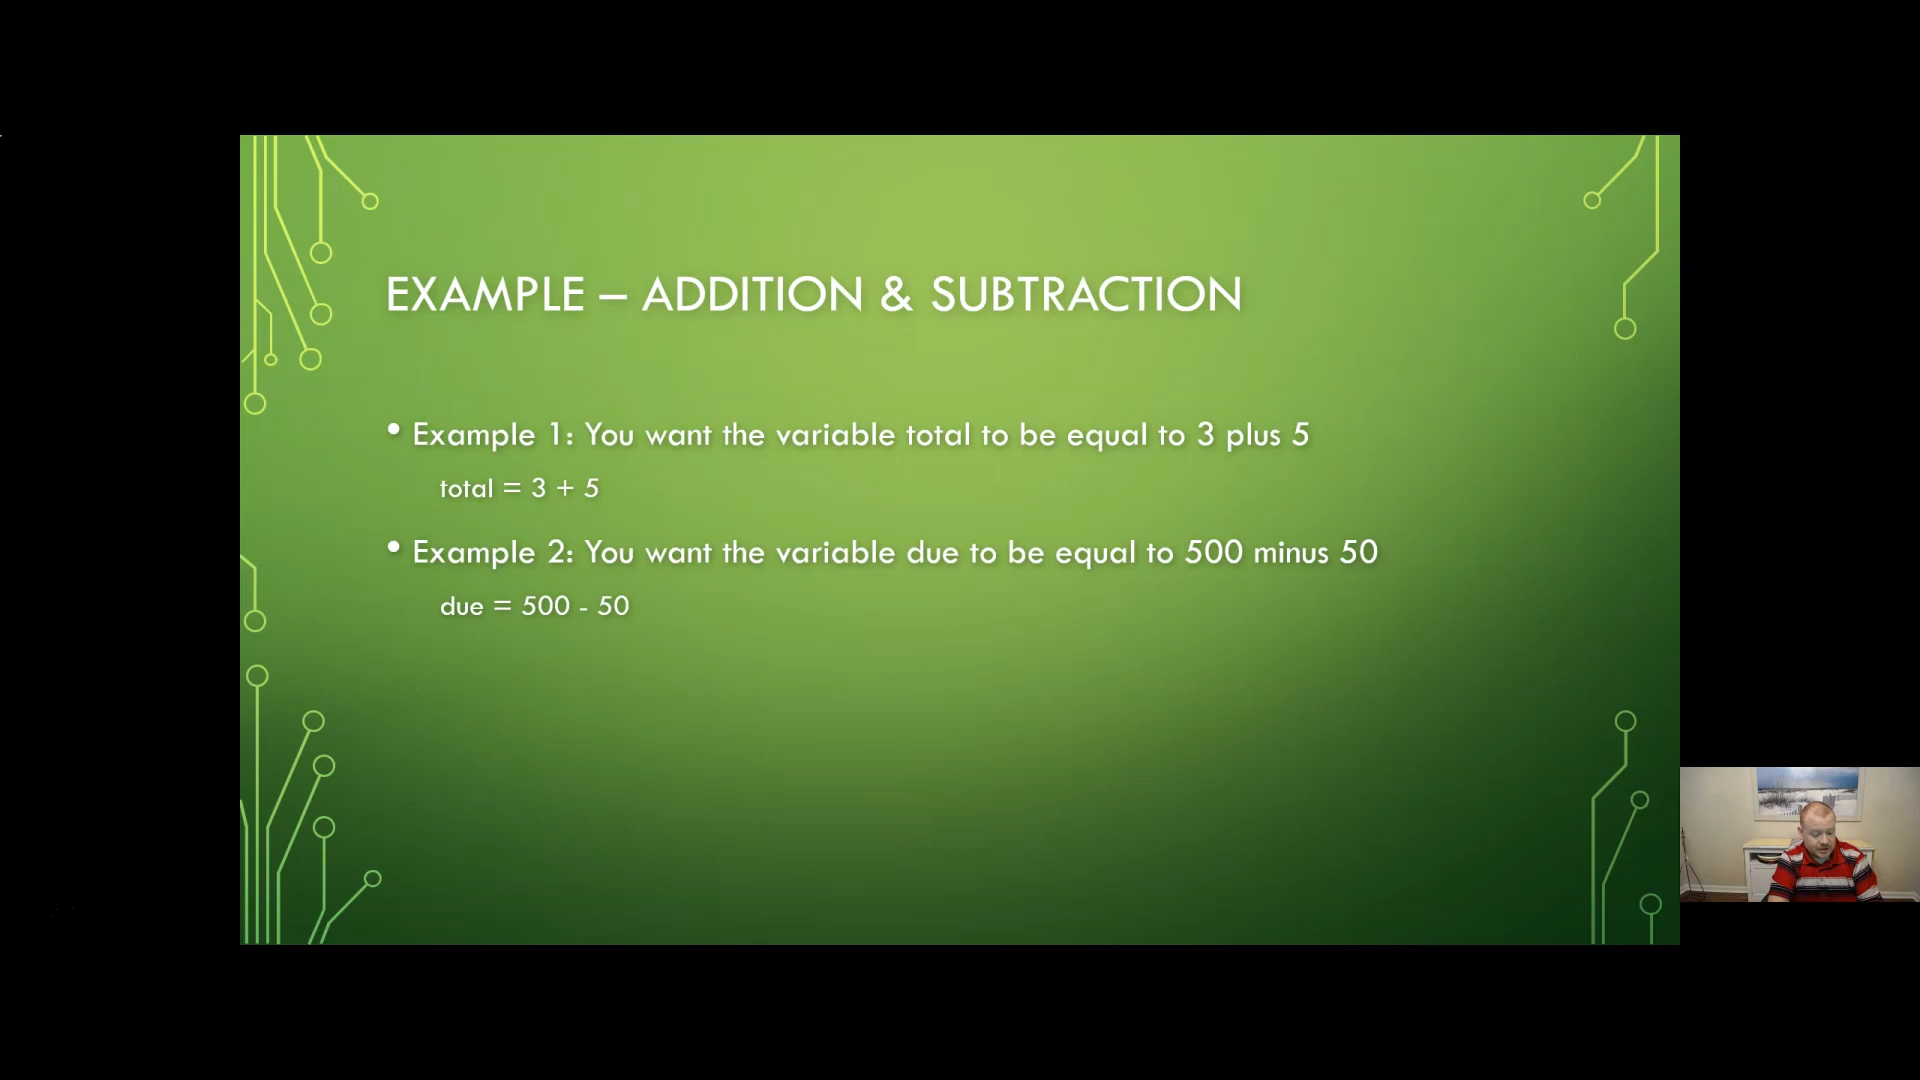 EXAMPLE – ADDITION & SUBTRACTION
• Example 1: You want the variable total to be equal to 3 plus 5
total = 3 + 5
• Example 2: You want the variable due to be equal to 500 minus 50
due = 500 - 50